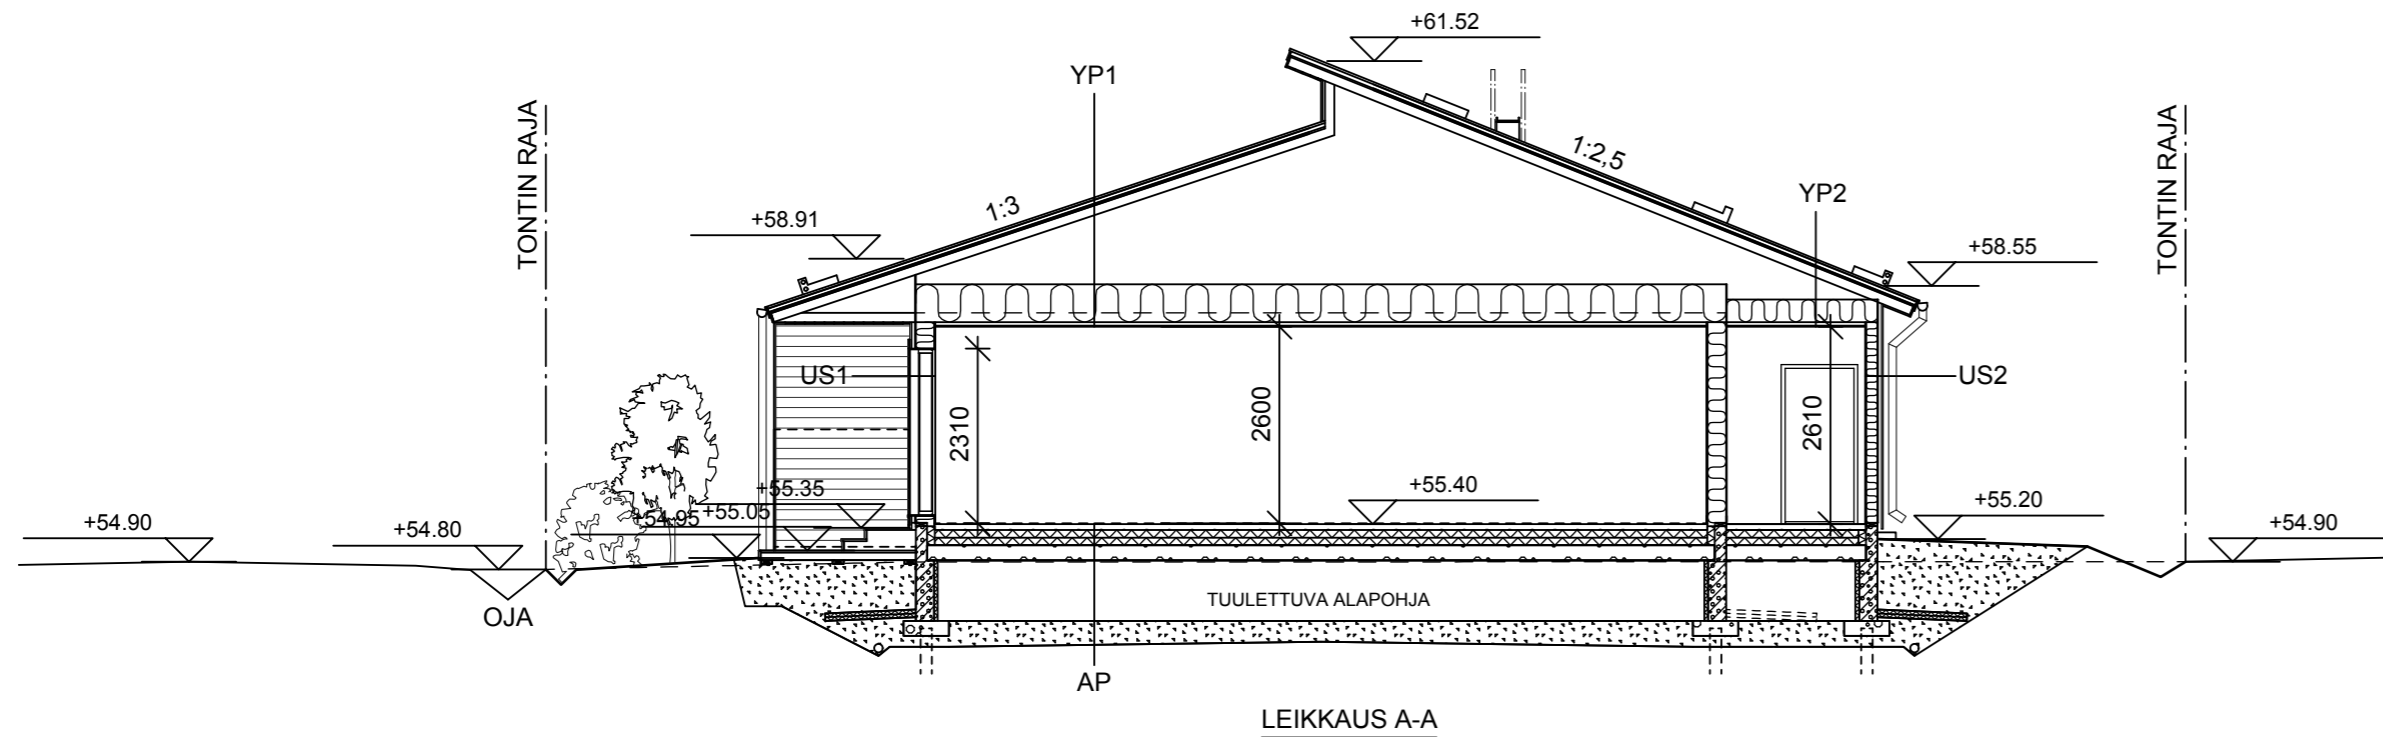 +61.52
YP1
TONTIN RAJA
TONTIN RAJA
1:2,5
YP2
1:3
+58.91
+58.55
US1
US2
2310
2600
2610
+55.35
+55.40
+54.95
+55.05
+55.20
+54.90
+54.80
+54.90
OJA
TUULETTUVA ALAPOHJA
AP
LEIKKAUS A-A